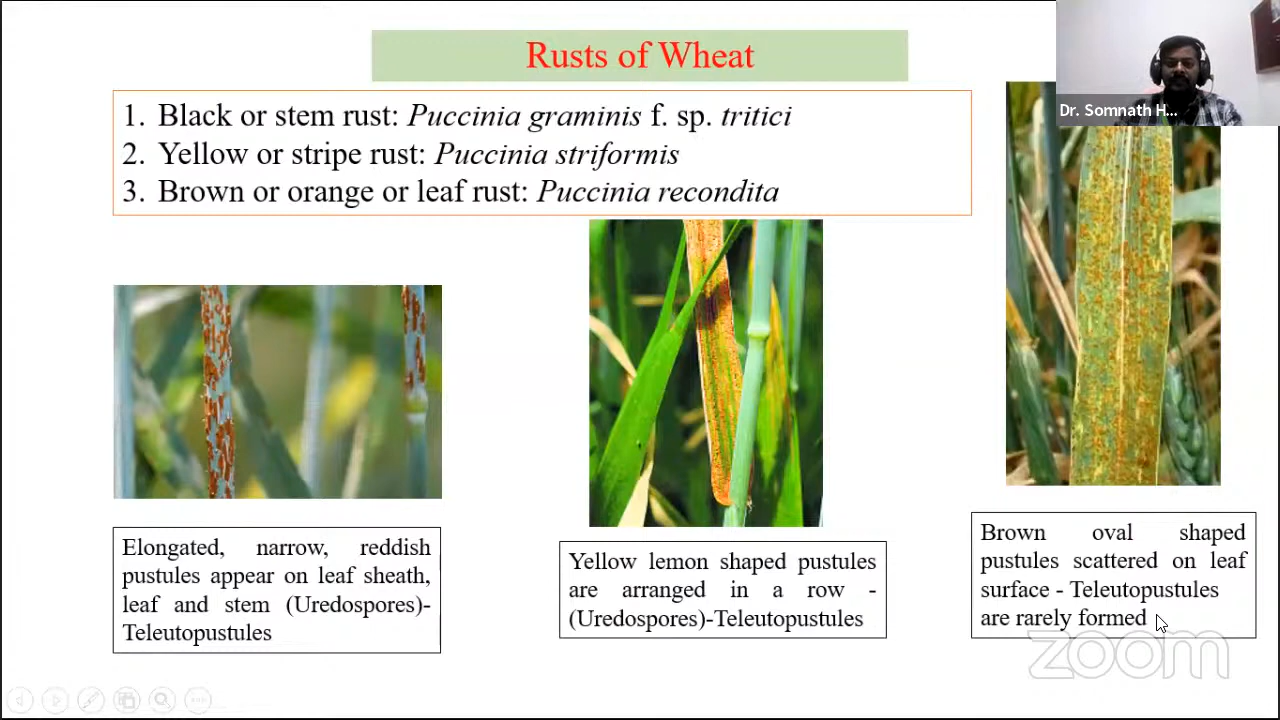 Rusts of Wheat
Dr. Somnath H...
1. Black or stem rust: Puccinia graminis f. sp. tritici
2. Yellow or stripe rust: Puccinia striformis
3. Brown or orange or leaf rust: Puccinia recondita
Elongated, narrow, reddish
pustules appear on leaf sheath,
leaf and stem (Uredospores)-
Teleutopustules
Yellow lemon shaped pustules
are arranged in a row -
(Uredospores)-Teleutopustules
Brown oval shaped
pustules scattered on leaf
surface - Teleutopustules
are rarely formed
zoom